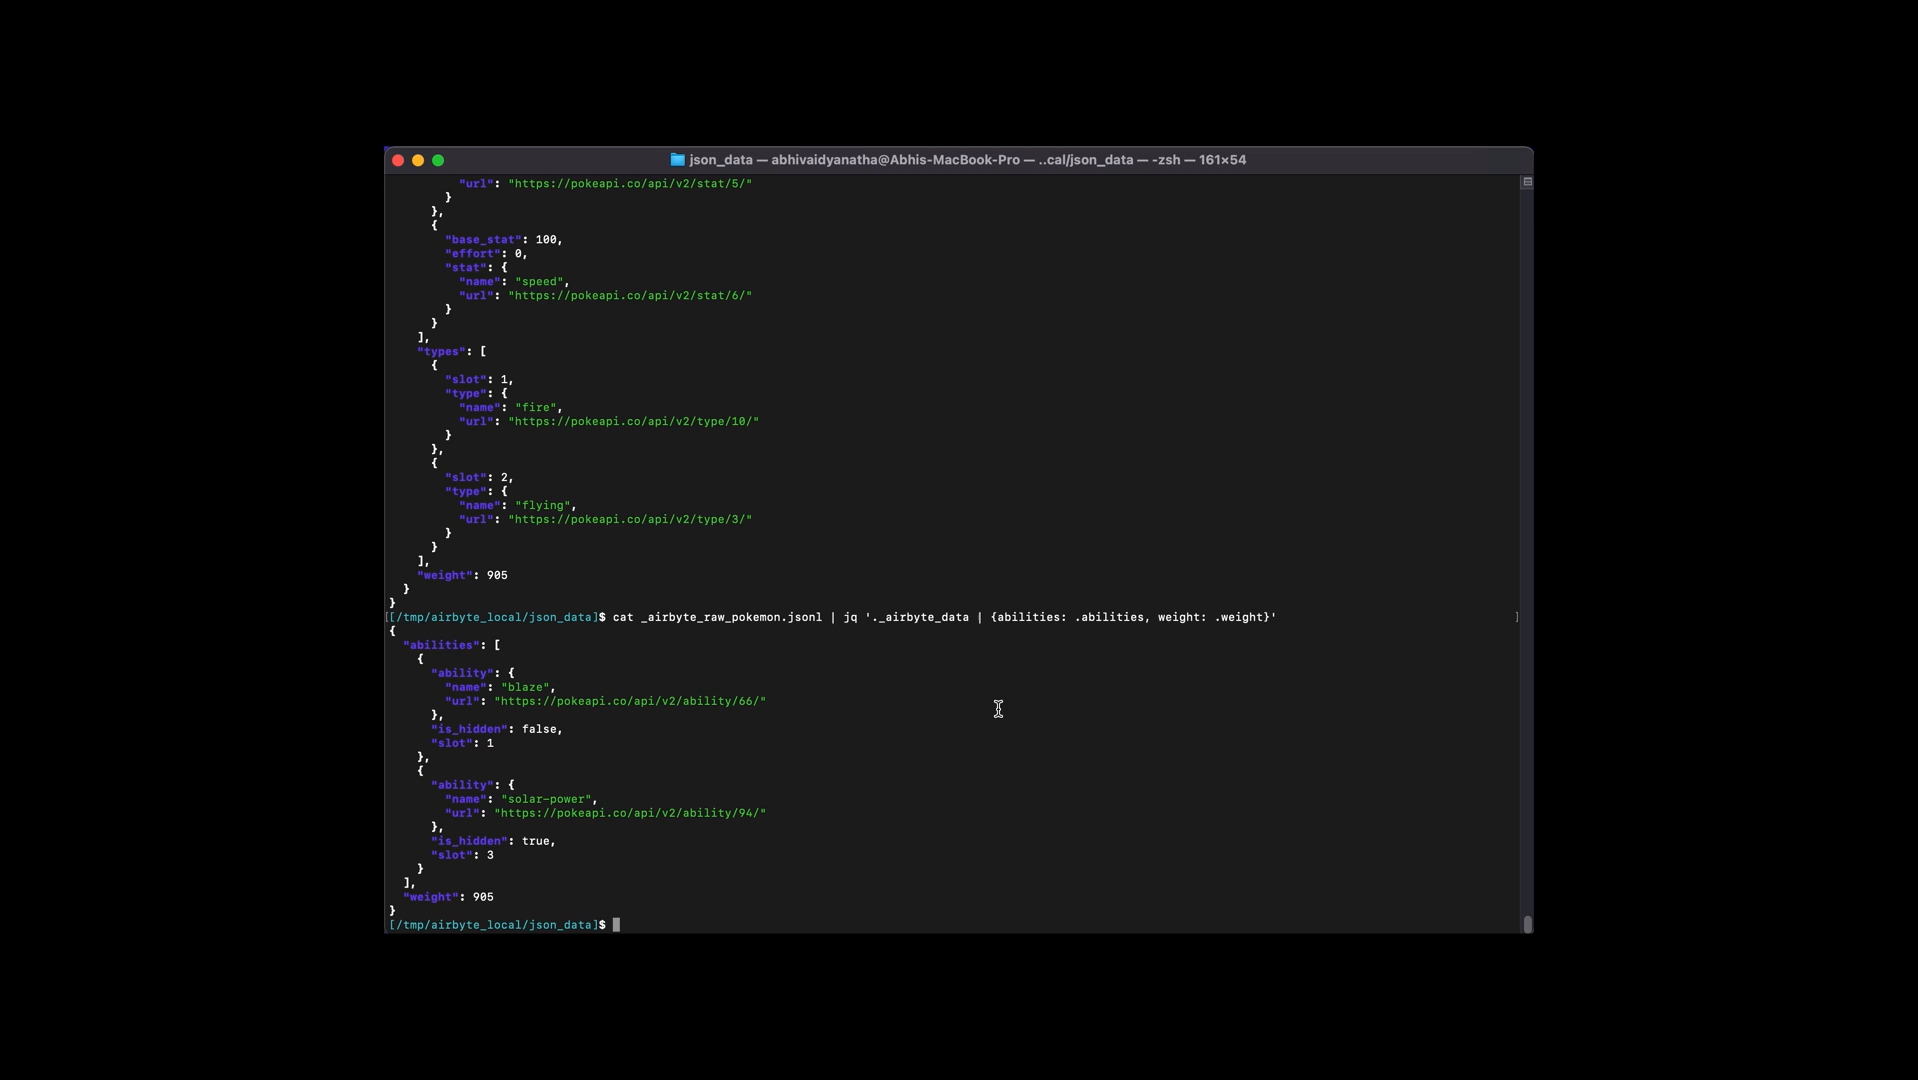 json_data — abhivaidyanatha@Abhis-MacBook-Pro — ..cal/json_data — -zsh — 161×54
"url": "https://pokeapi.co/api/v2/stat/5/"
}
},
{
"base_stat": 100,
"effort": 0,
"stat": {
"name": "speed",
"url": "https://pokeapi.co/api/v2/stat/6/"
}
}
],
"types": [
{
"slot": 1,
"type": {
"name": "fire",
"url": "https://pokeapi.co/api/v2/type/10/"
}
},
{
"slot": 2,
"type": {
"name": "flying",
"url": "https://pokeapi.co/api/v2/type/3/"
}
}
],
"weight": 905
}
}
[[/tmp/airbyte_local/json_data]$ cat _airbyte_raw_pokemon.jsonl | jq '._airbyte_data | {abilities: .abilities, weight: .weight}' ]
{
"abilities": [
{
"ability": {
"name": "blaze",
"url": "https://pokeapi.co/api/v2/ability/66/"
},
"is_hidden": false,
"slot": 1
},
{
"ability": {
"name": "solar-power",
"url": "https://pokeapi.co/api/v2/ability/94/"
},
"is_hidden": true,
"slot": 3
}
],
"weight": 905
}
[/tmp/airbyte_local/json_data]$